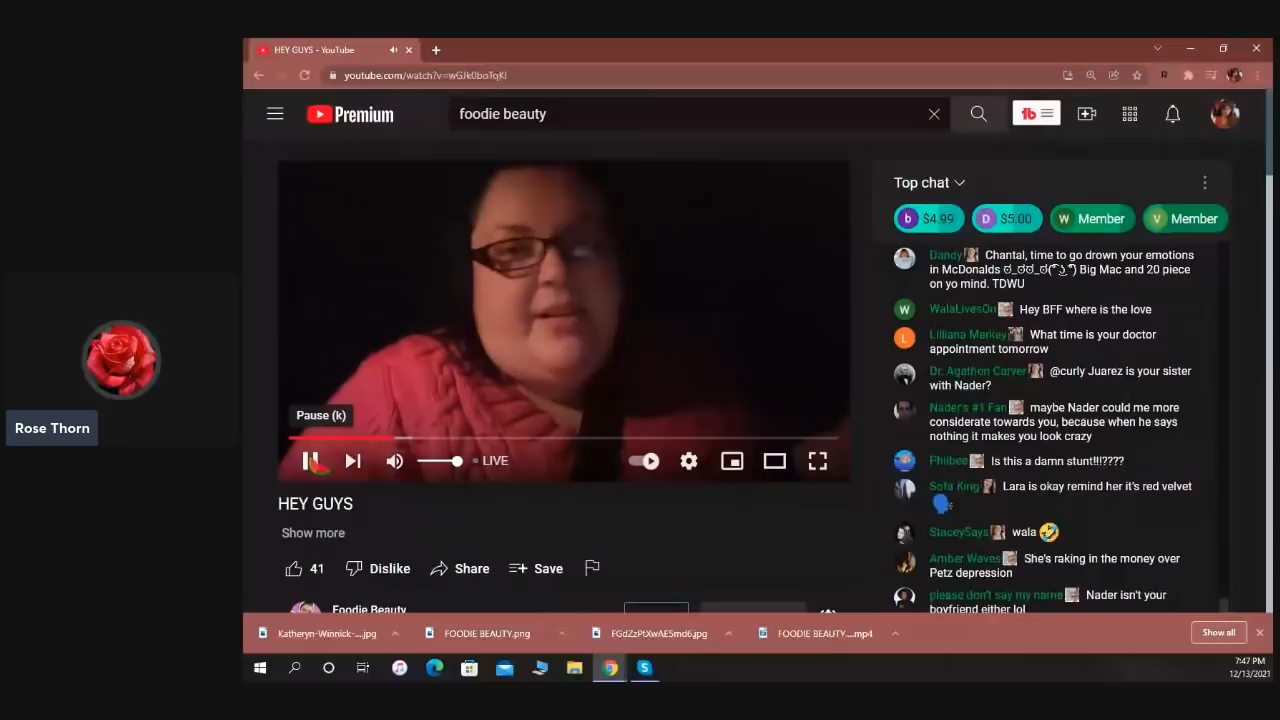 HEY GUYS - YouTube
youtube.com/watch?v=wGJk0boTqKI
Premium
foodie beauty
Top chat
b $4.99 D $5.00 W Member V Member
Dandy Chantal, time to go drown your emotions
in McDonalds Big Mac and 20 piece
on yo mind. TDWU
W WalaLivesOn Hey BFF where is the love
L Lilliana Merkey What time is your doctor
appointment tomorrow
Dr. Agathon Carver @curly Juarez is your sister
with Nader?
Nader's #1 Fan maybe Nader could me more
considerate towards you, because when he says
nothing it makes you look crazy
Philbee Is this a damn stunt!!!????
Sofa King Lara is okay remind her it's red velvet
StaceySays wala
Amber Waves She's raking in the money over
Petz depression
please don't say my name Nader isn't your
boyfriend either lol
Pause (k)
LIVE
HEY GUYS
Show more
41 Dislike Share Save
Foodie Beauty
Rose Thorn
Katheryn-Winnick-....jpg FOODIE BEAUTY.png FGdZzPtXwAESmd6.jpg FOODIE BEAUTY....mp4 Show all
7:47 PM
12/13/2021